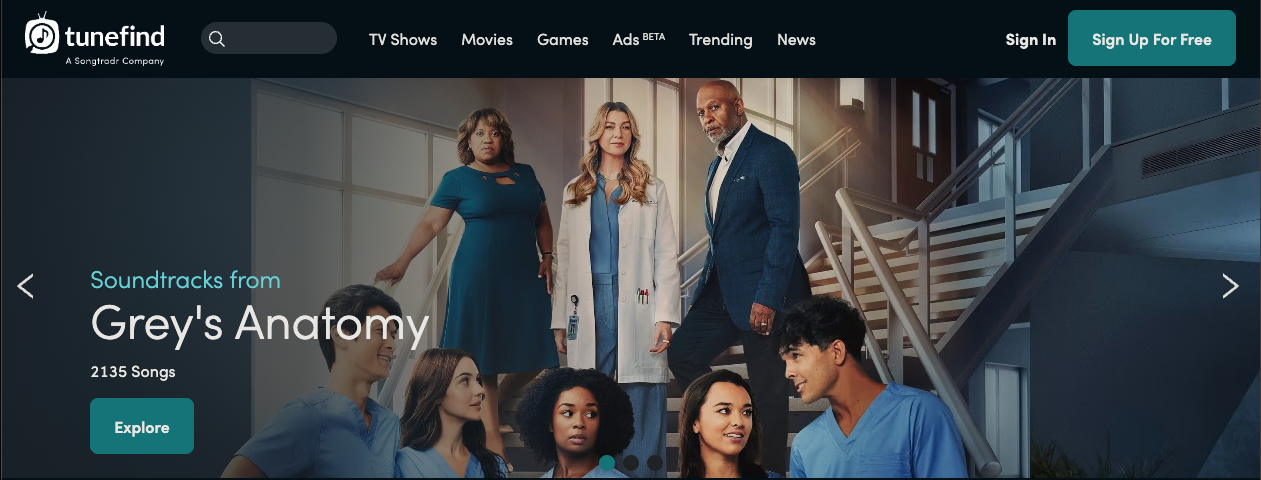 tunefind
A Songtradr Company
TV Shows
Movies
Games
Ads BETA
Trending
News
Sign In
Sign Up For Free
Soundtracks from
Grey's Anatomy
2135 Songs
Explore